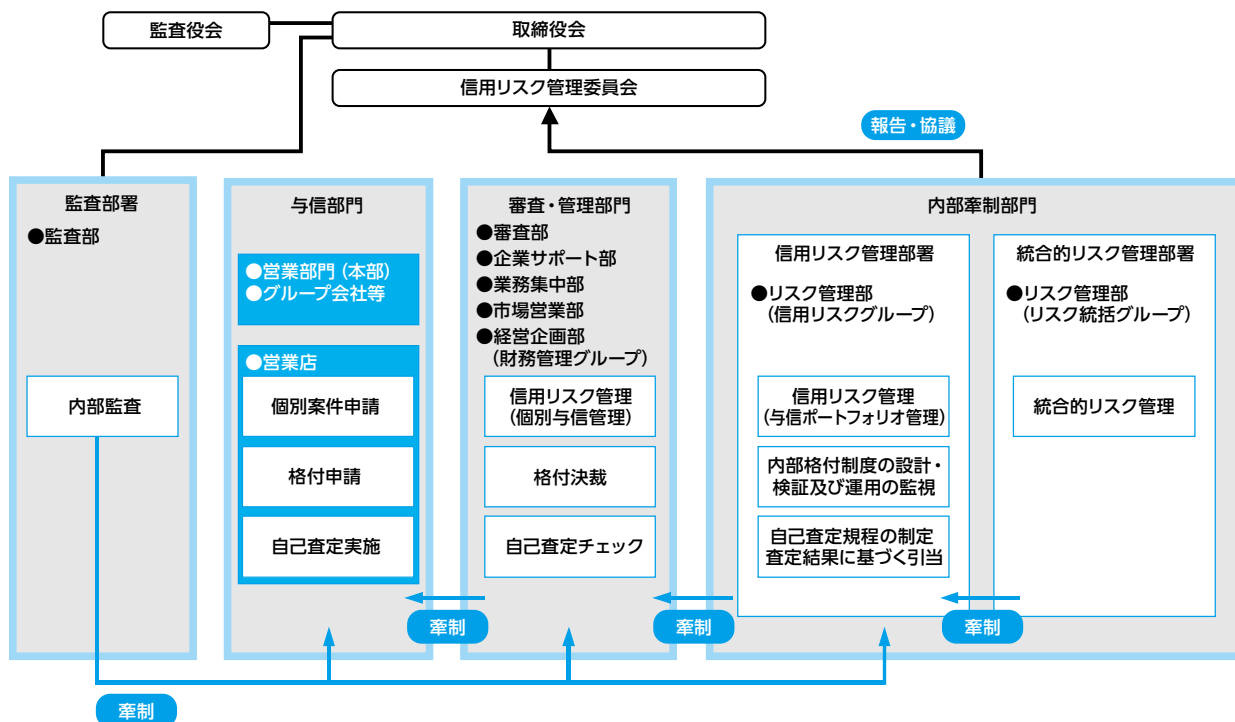 監査役会
取締役会
信用リスク管理委員会
報告・協議
監査部署
●監査部
内部監査
与信部門
●営業部門（本部）
●グループ会社等
●営業店
個別案件申請
格付申請
自己査定実施
審査・管理部門
●審査部
●企業サポート部
●業務集中部
●市場営業部
●経営企画部
（財務管理グループ）
信用リスク管理
（個別与信管理）
格付決裁
自己査定チェック
内部牽制部門
信用リスク管理部署
●リスク管理部
（信用リスクグループ）
信用リスク管理
（与信ポートフォリオ管理）
内部格付制度の設計・
検証及び運用の監視
自己査定規程の制定
査定結果に基づく引当
統合的リスク管理部署
●リスク管理部
（リスク統括グループ）
統合的リスク管理
牽制
牽制
牽制
牽制